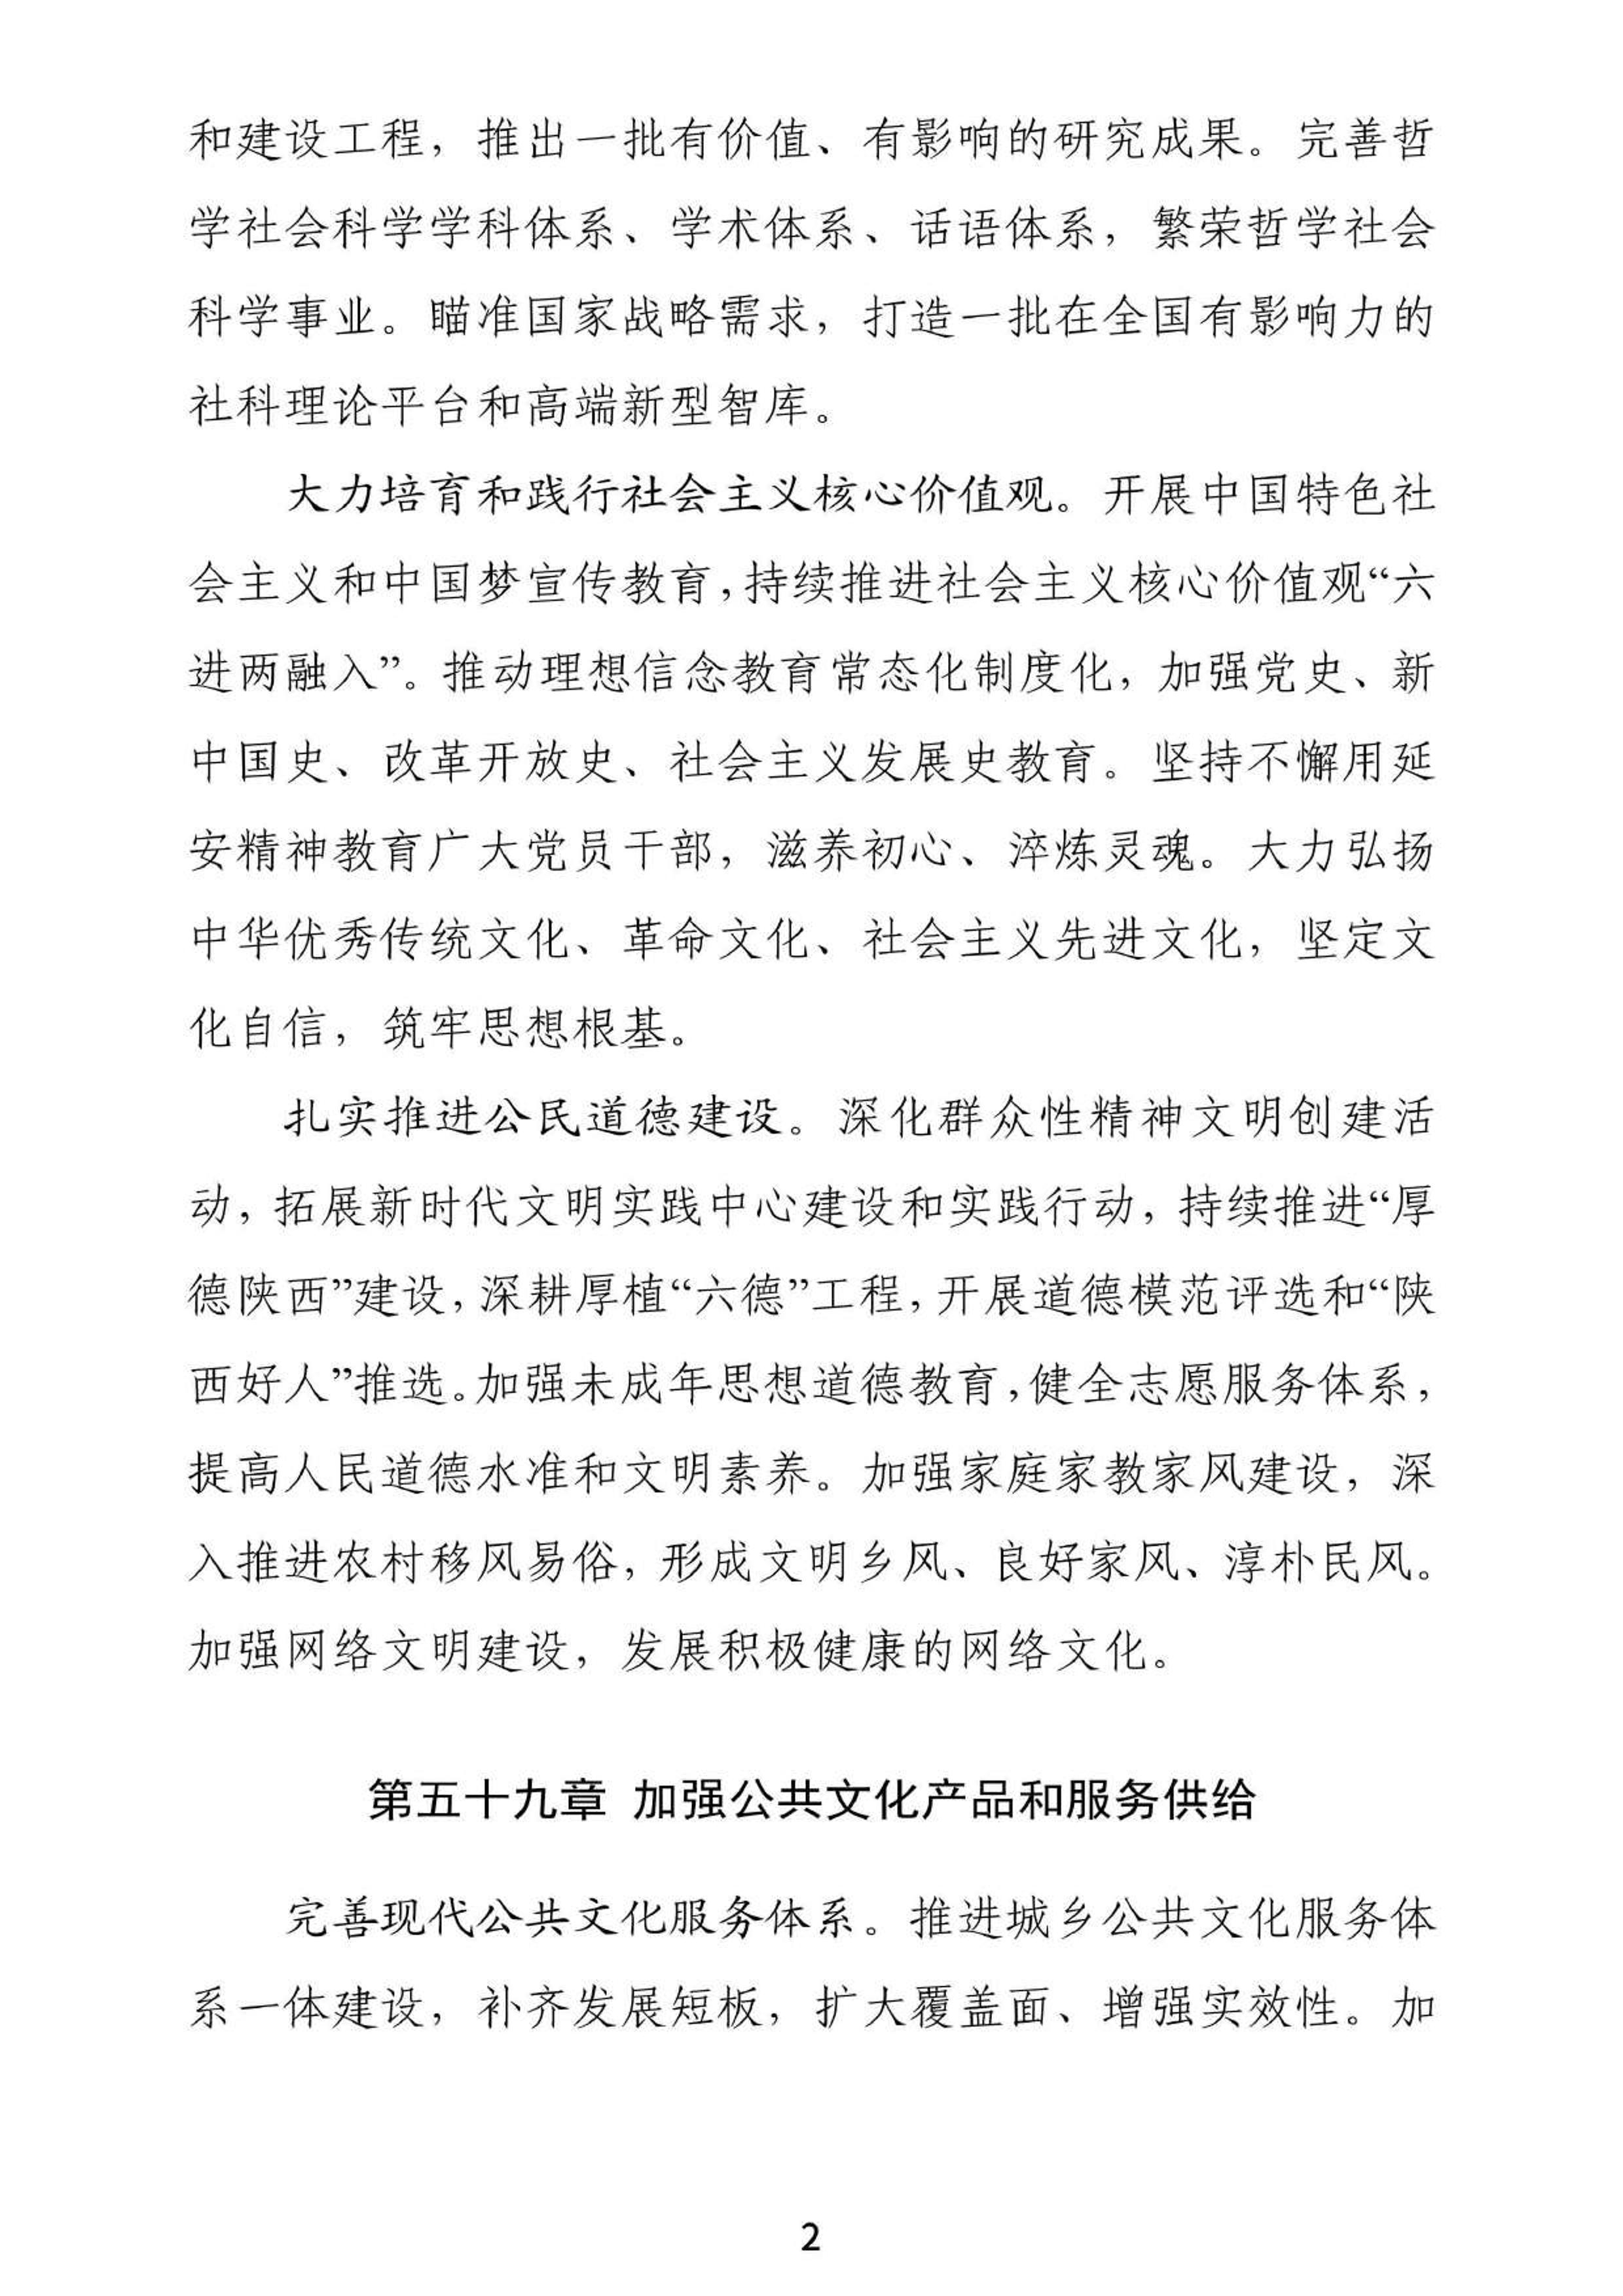 和建设工程，推出一批有价值、有影响的研究成果。完善哲
学社会科学学科体系、学术体系、话语体系，繁荣哲学社会
科学事业。瞄准国家战略需求，打造一批在全国有影响力的
社科理论平台和高端新型智库。
大力培育和践行社会主义核心价值观。开展中国特色社
会主义和中国梦宣传教育，持续推进社会主义核心价值观“六
进两融入”。推动理想信念教育常态化制度化，加强党史、新
中国史、改革开放史、社会主义发展史教育。坚持不懈用延
安精神教育广大党员干部，滋养初心、淬炼灵魂。大力弘扬
中华优秀传统文化、革命文化、社会主义先进文化，坚定文
化自信，筑牢思想根基。
扎实推进公民道德建设。深化群众性精神文明创建活
动，拓展新时代文明实践中心建设和实践行动，持续推进“厚
德陕西”建设，深耕厚植“六德”工程，开展道德模范评选和“陕
西好人”推选。加强未成年思想道德教育，健全志愿服务体系，
提高人民道德水准和文明素养。加强家庭家教家风建设，深
入推进农村移风易俗，形成文明乡风、良好家风、淳朴民风。
加强网络文明建设，发展积极健康的网络文化。
第五十九章 加强公共文化产品和服务供给
完善现代公共文化服务体系。推进城乡公共文化服务体
系一体建设，补齐发展短板，扩大覆盖面、增强实效性。加
2